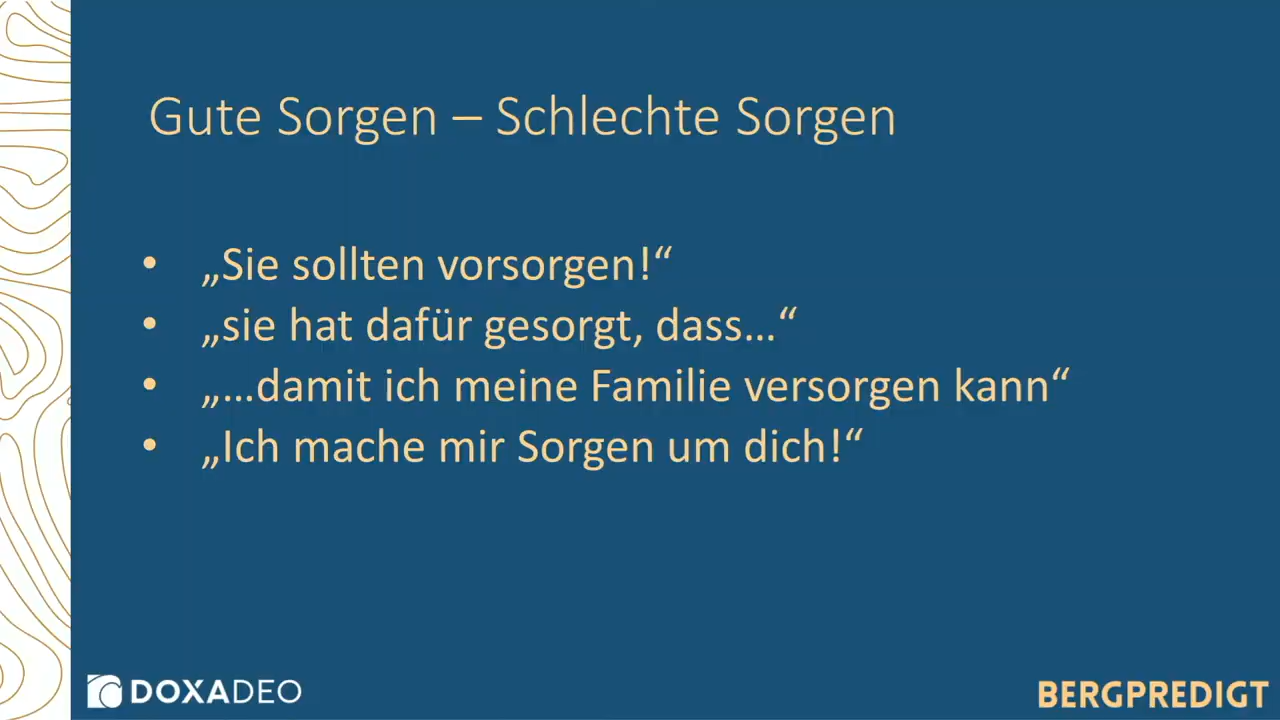 Gute Sorgen – Schlechte Sorgen
• „Sie sollten vorsorgen!“
• „sie hat dafür gesorgt, dass…“
• „…damit ich meine Familie versorgen kann“
• „Ich mache mir Sorgen um dich!“
DOXADEO
BERGPREDIGT